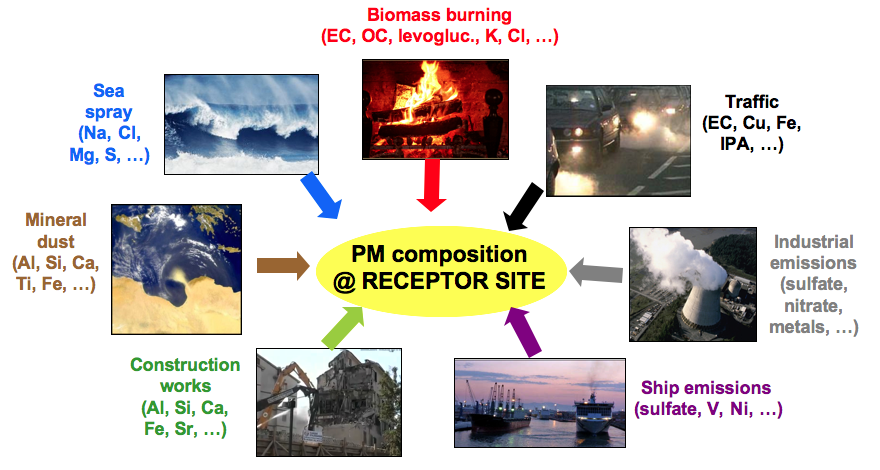 Biomass burning
(EC, OC, levogluc., K, Cl, …)
Sea
spray
(Na, Cl,
Mg, S, …)
Traffic
(EC, Cu, Fe,
IPA, …)
Mineral
dust
(Al, Si, Ca,
Ti, Fe, …)
PM composition
@ RECEPTOR SITE
Industrial
emissions
(sulfate,
nitrate,
metals, …)
Construction
works
(Al, Si, Ca,
Fe, Sr, …)
Ship emissions
(sulfate, V, Ni, …)